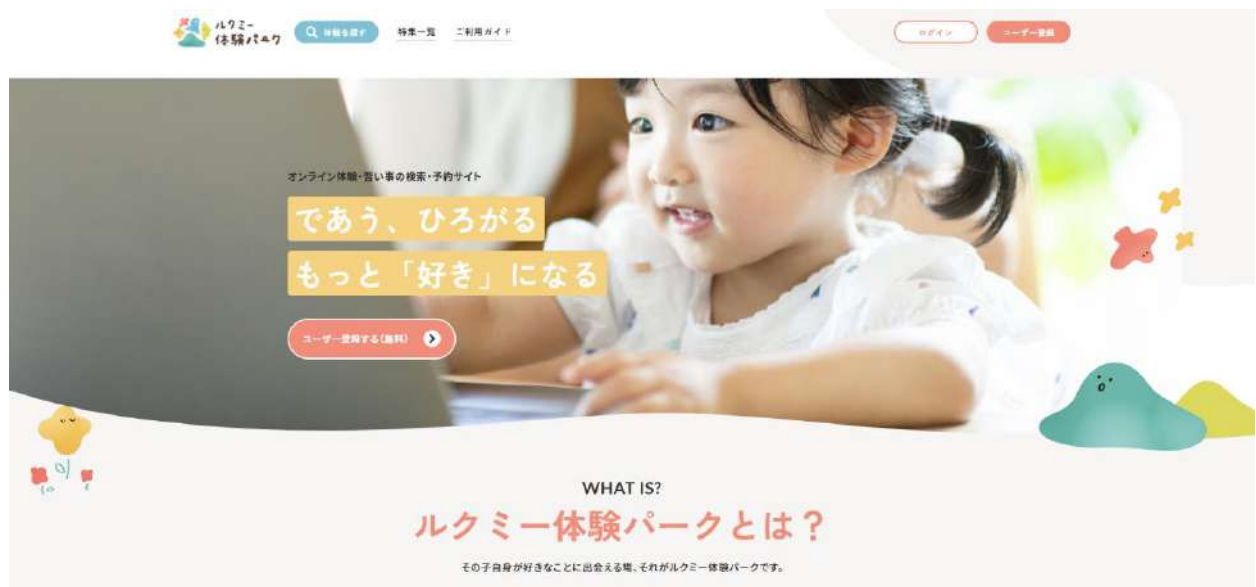 ルクミー
体験パーク
体験を探す
特集一覧
ご利用ガイド
ログイン
ユーザー登録
オンライン体験・習い事の検索・予約サイト
であう、ひろがる
もっと「好き」になる
ユーザー登録する(無料)
WHAT IS?
ルクミー体験パークとは？
その子自身が好きなことに出会える場、それがルクミー体験パークです。